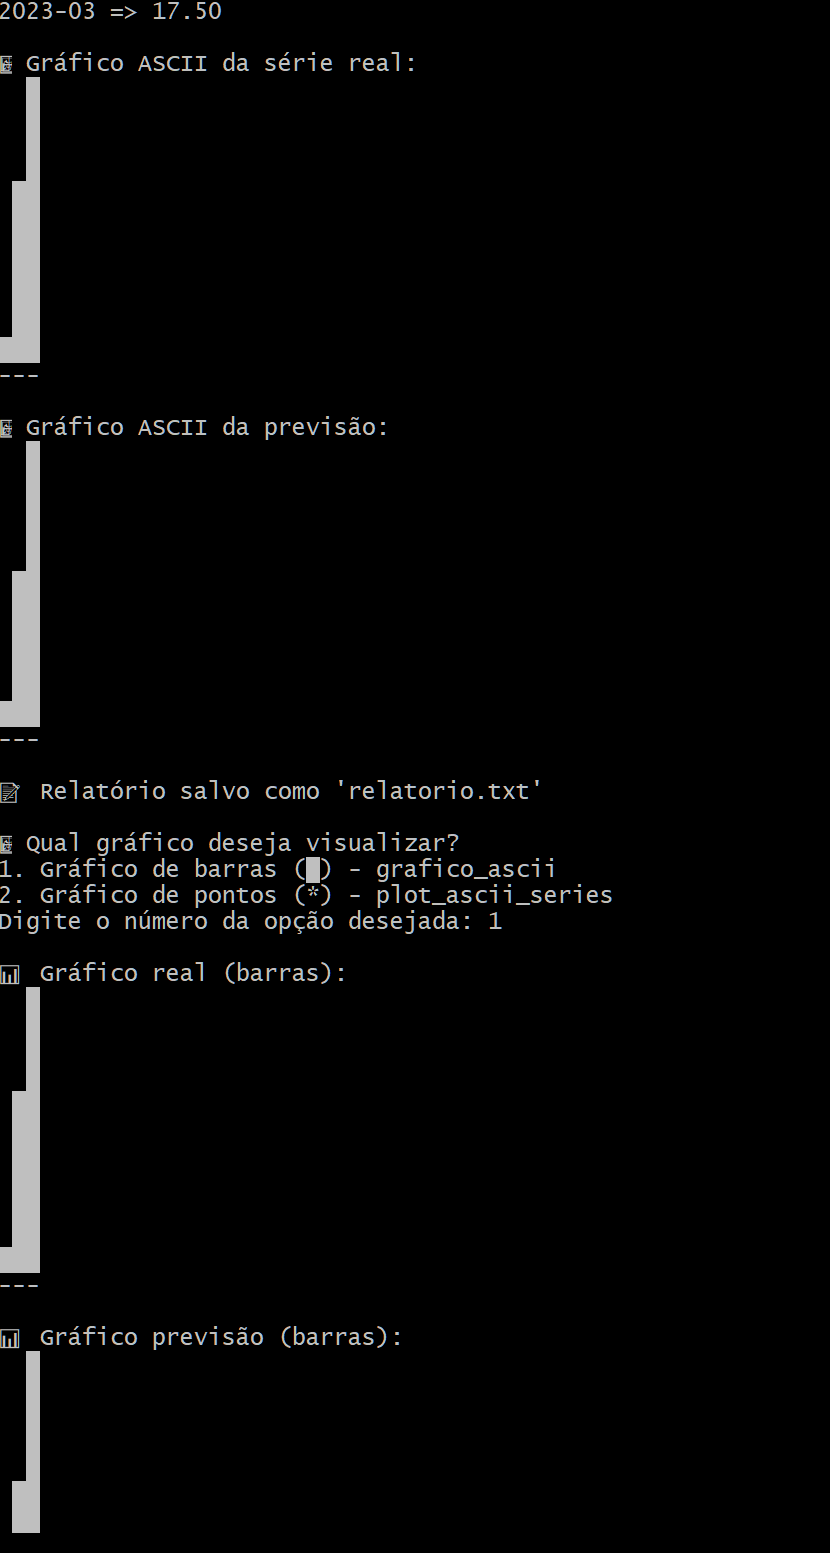 2023-03 => 17.50
Gráfico ASCII da série real:
---
Gráfico ASCII da previsão:
---
📝 Relatório salvo como 'relatorio.txt'
Qual gráfico deseja visualizar?
1. Gráfico de barras (█) - grafico_ascii
2. Gráfico de pontos (*) - plot_ascii_series
Digite o número da opção desejada: 1
📊 Gráfico real (barras):
---
📊 Gráfico previsão (barras):